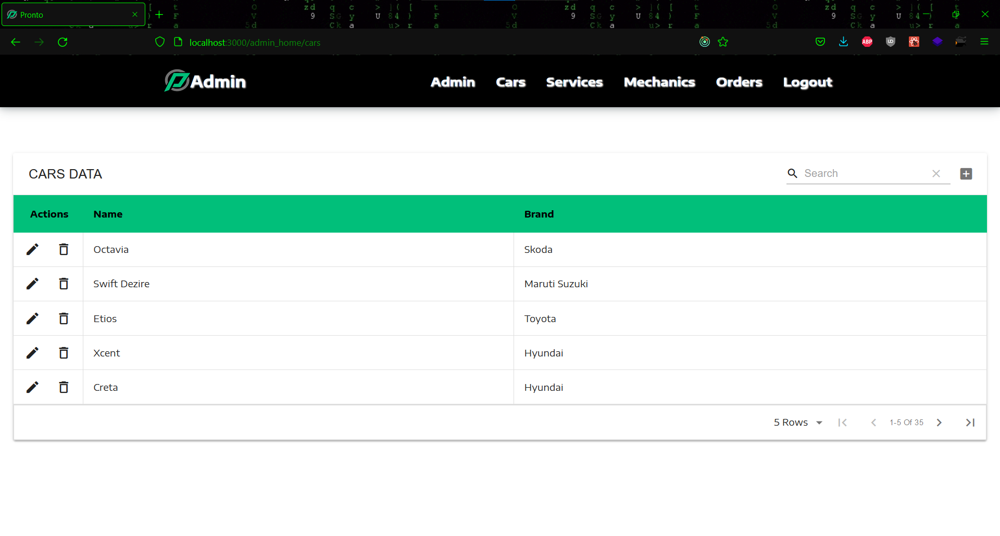 Pronto
localhost:3000/admin_home/cars
ABP
Admin
Admin Cars Services Mechanics Orders Logout
CARS DATA
Search
Actions Name Brand
Octavia Skoda
Swift Dezire Maruti Suzuki
Etios Toyota
Xcent Hyundai
Creta Hyundai
5 Rows 1-5 Of 35